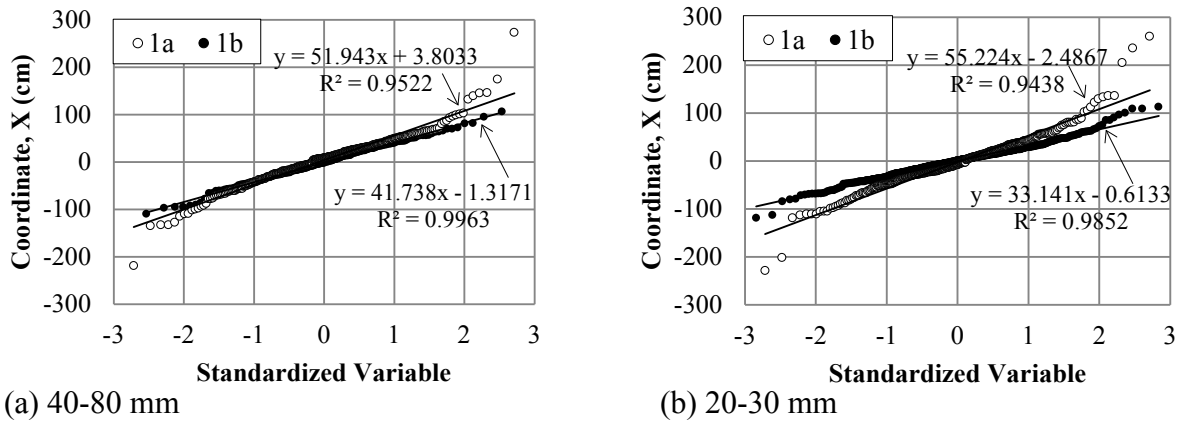 1a 1b
y = 51.943x + 3.8033
R² = 0.9522
y = 41.738x - 1.3171
R² = 0.9963
Coordinate, X (cm)
300
200
100
0
-100
-200
-300
-3 -2 -1 0 1 2 3
Standardized Variable
(a) 40-80 mm
1a 1b
y = 55.224x - 2.4867
R² = 0.9438
y = 33.141x - 0.6133
R² = 0.9852
Coordinate, X (cm)
300
200
100
0
-100
-200
-300
-3 -2 -1 0 1 2 3
Standardized Variable
(b) 20-30 mm